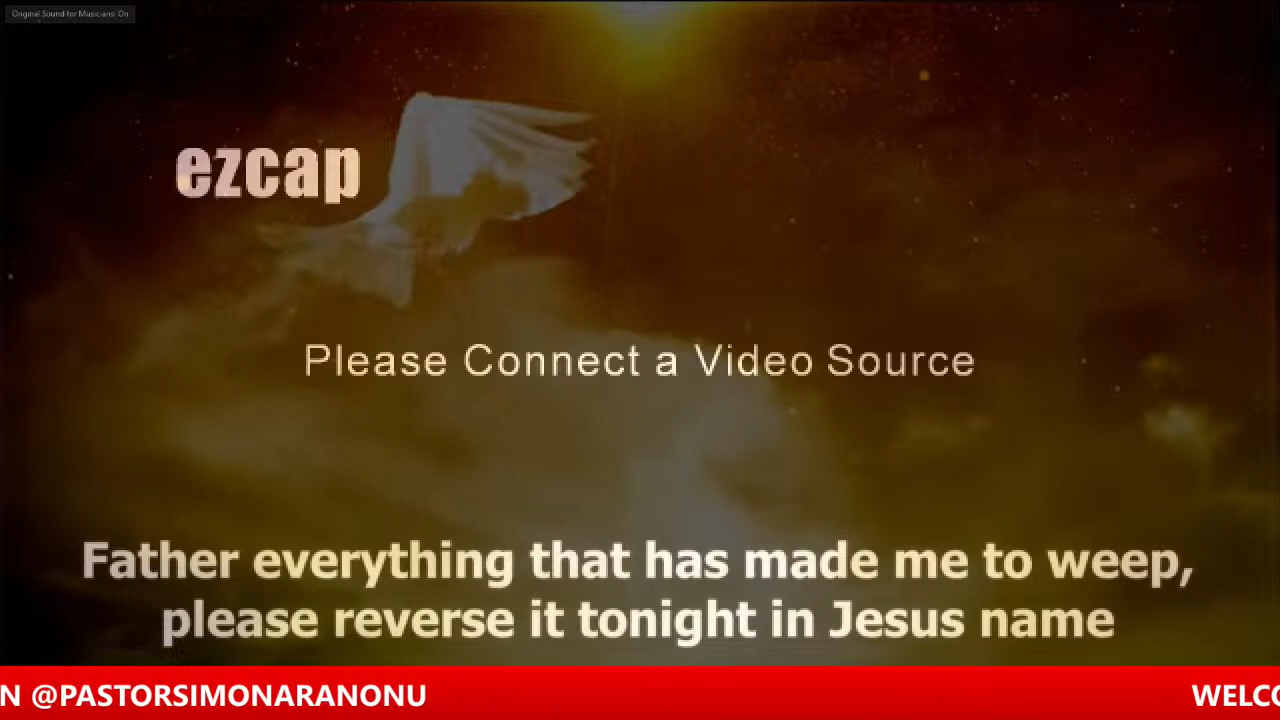 Original Sound for Musicians: On
ezcap
Please Connect a Video Source
Father everything that has made me to weep,
please reverse it tonight in Jesus name
N @PASTORSIMONARANONU WELCO